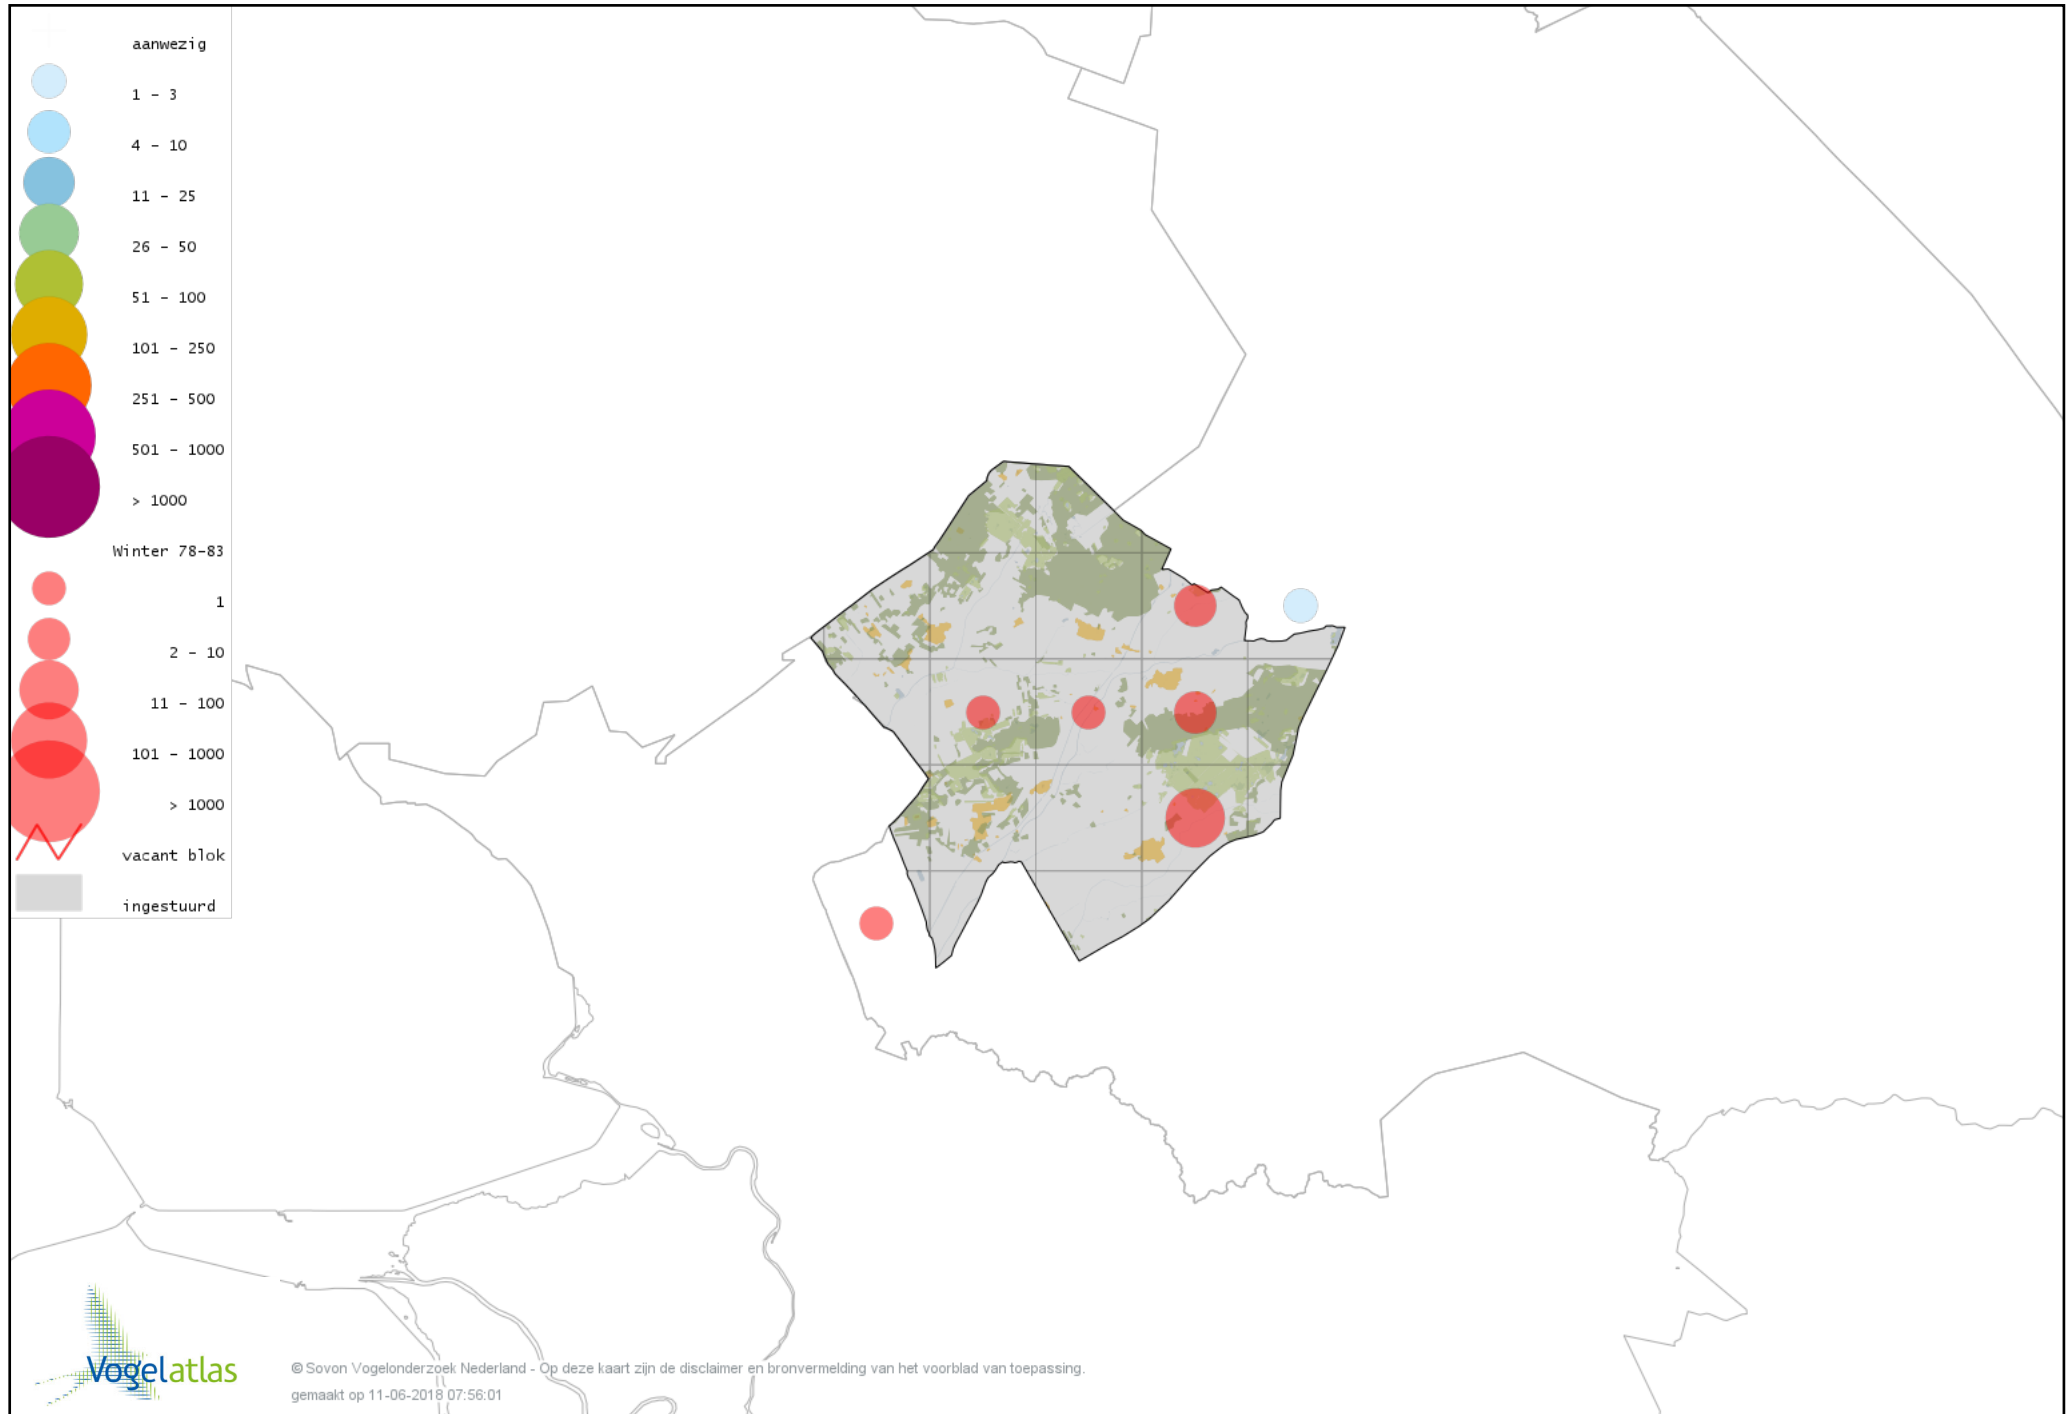 aanwezig
1 - 3
4 - 10
11 - 25
26 - 50
51 - 100
101 - 250
251 - 500
501 - 1000
> 1000
Winter 78-83
1
2 - 10
11 - 100
101 - 1000
> 1000
vacant blok
ingestuurd
Vogelatlas
© Sovon Vogelonderzoek Nederland - Op deze kaart zijn de disclaimer en bronvermelding van het voorblad van toepassing.
gemaakt op 11-06-2018 07:56:01